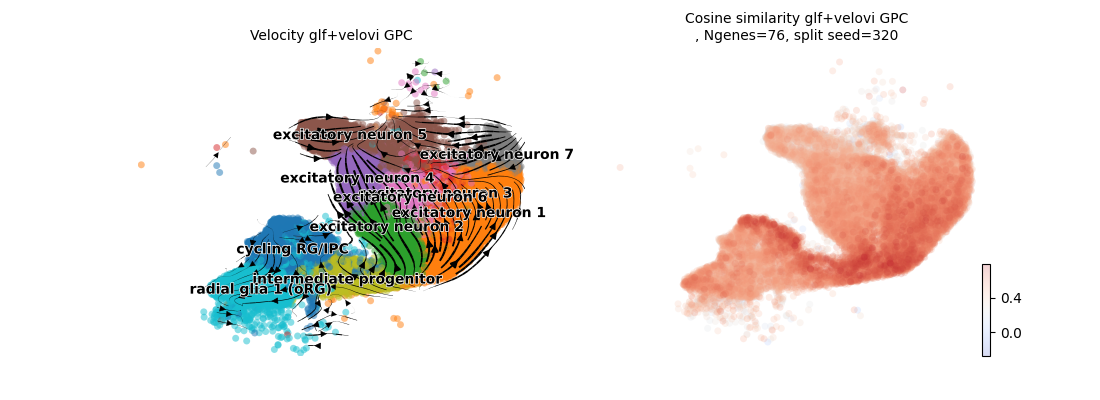 Velocity glf+velovi GPC
Cosine similarity glf+velovi GPC
, Ngenes=76, split seed=320
excitatory neuron 5
excitatory neuron 7
excitatory neuron 4
excitatory neuron 3
excitatory neuron 6
excitatory neuron 1
excitatory neuron 2
cycling RG/IPC
intermediate progenitor
radial glia 1 (oRG)
0.4
0.0